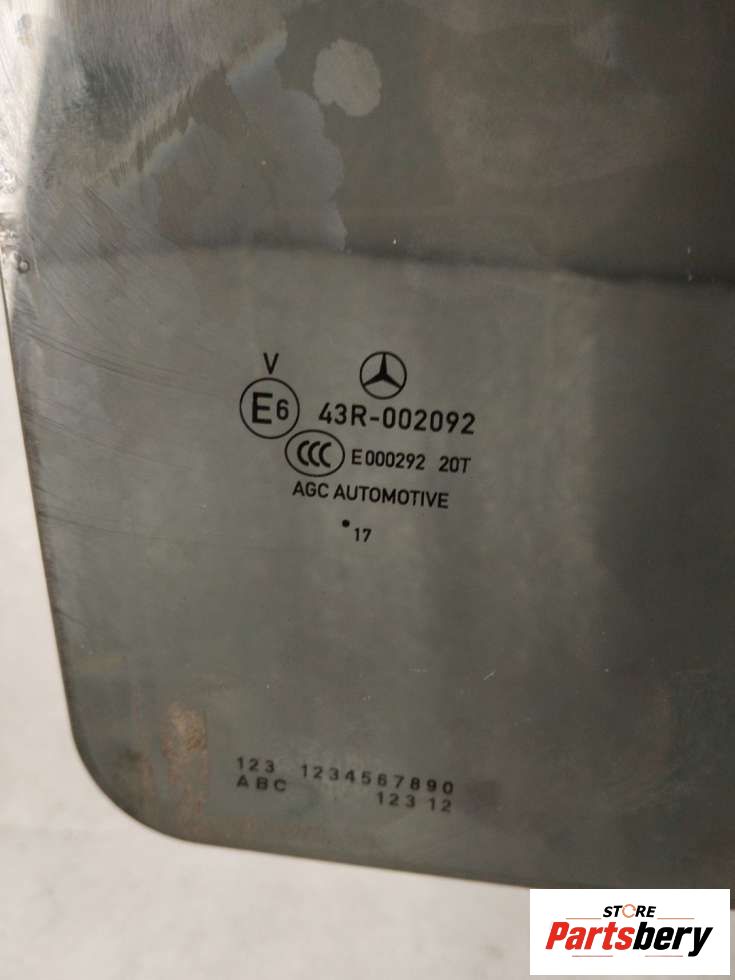 V
E6 43R-002092
CCC E000292 20T
AGC AUTOMOTIVE
•17
123 1234567890
ABC 123 12
STORE
Partsbery